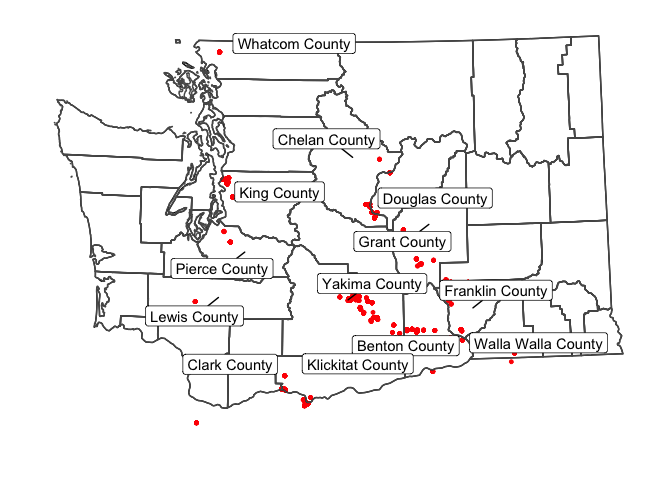 Whatcom County
Chelan County
King County
Douglas County
Grant County
Pierce County
Yakima County
Franklin County
Lewis County
Benton County
Walla Walla County
Clark County
Klickitat County